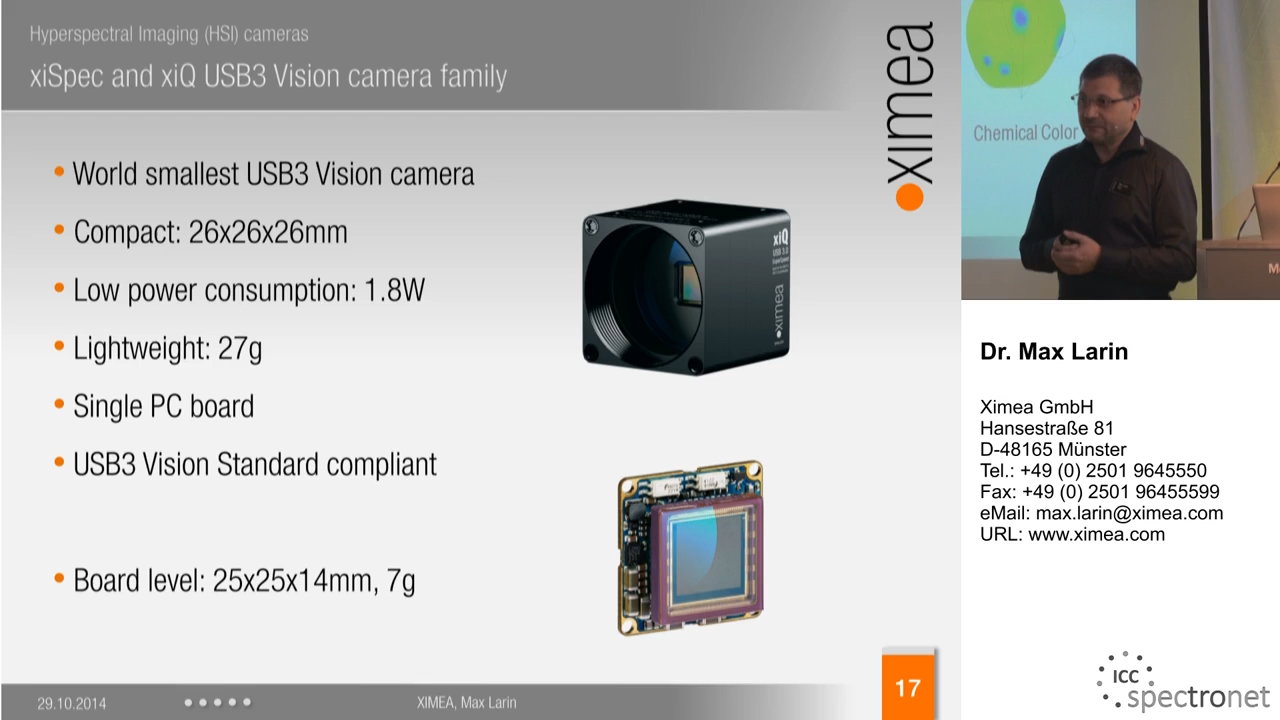 Hyperspectral Imaging (HSI) cameras
xiSpec and xiQ USB3 Vision camera family
ximea
• World smallest USB3 Vision camera
• Compact: 26x26x26mm
• Low power consumption: 1.8W
• Lightweight: 27g
• Single PC board
• USB3 Vision Standard compliant
• Board level: 25x25x14mm, 7g
xiQ
USB 3.0
ximea
29.10.2014
XIMEA, Max Larin
17
Chemical Color
Dr. Max Larin
Ximea GmbH
Hansestraße 81
D-48165 Münster
Tel.: +49 (0) 2501 9645550
Fax: +49 (0) 2501 96455599
eMail: max.larin@ximea.com
URL: www.ximea.com
ICC
spectronet